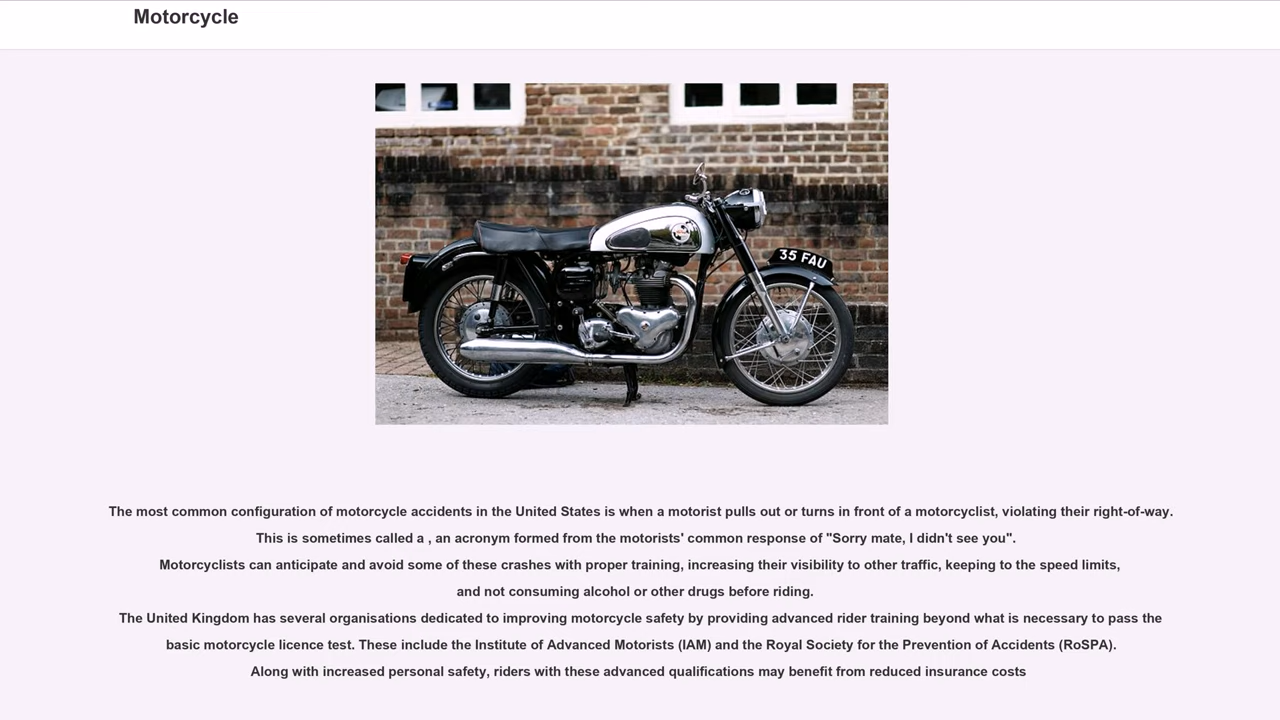 Motorcycle
35 FAU
The most common configuration of motorcycle accidents in the United States is when a motorist pulls out or turns in front of a motorcyclist, violating their right-of-way.
This is sometimes called a , an acronym formed from the motorists' common response of "Sorry mate, I didn't see you".
Motorcyclists can anticipate and avoid some of these crashes with proper training, increasing their visibility to other traffic, keeping to the speed limits,
and not consuming alcohol or other drugs before riding.
The United Kingdom has several organisations dedicated to improving motorcycle safety by providing advanced rider training beyond what is necessary to pass the
basic motorcycle licence test. These include the Institute of Advanced Motorists (IAM) and the Royal Society for the Prevention of Accidents (RoSPA).
Along with increased personal safety, riders with these advanced qualifications may benefit from reduced insurance costs